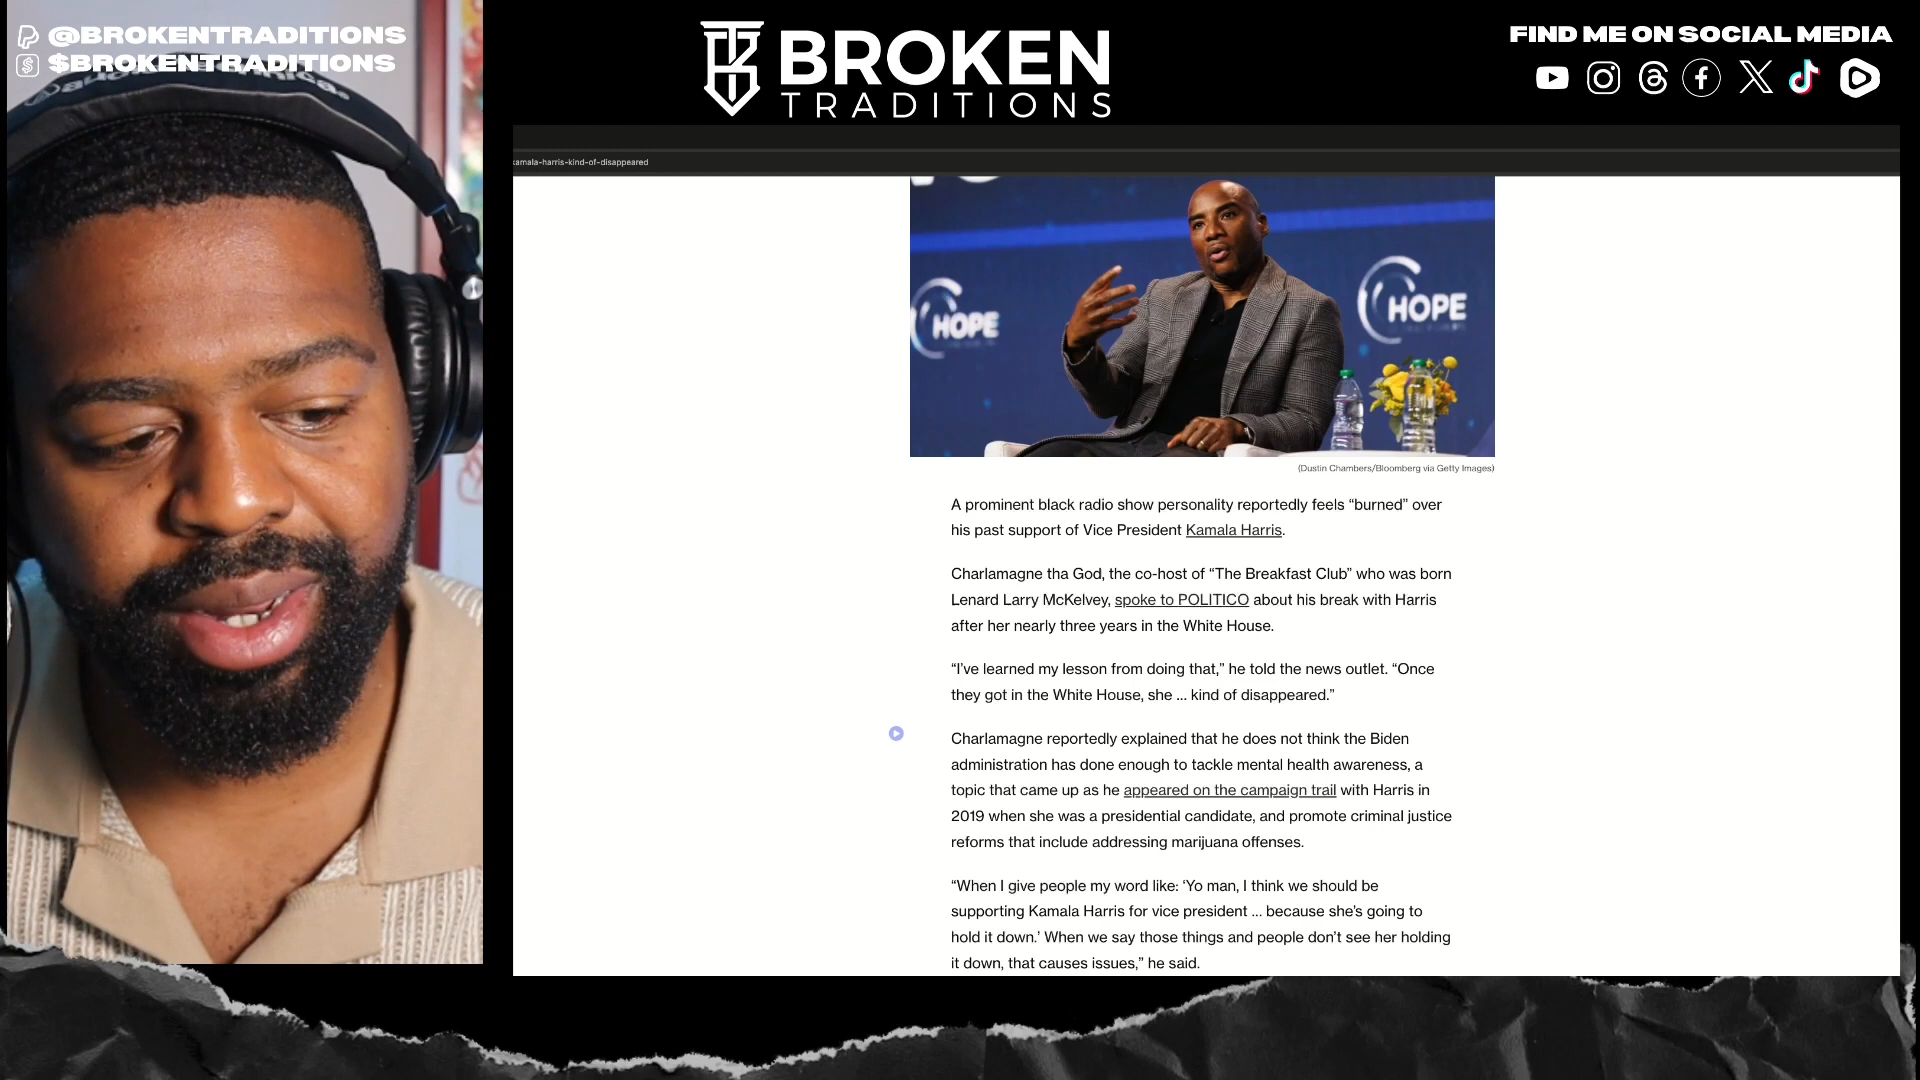 @BROKENTRADITIONS
$BROKENTRADITIONS
BROKEN
TRADITIONS
FIND ME ON SOCIAL MEDIA
kamala-harris-kind-of-disappeared
HOPE
HOPE
(Dustin Chambers/Bloomberg via Getty Images)
A prominent black radio show personality reportedly feels “burned” over
his past support of Vice President Kamala Harris.
Charlamagne tha God, the co-host of “The Breakfast Club” who was born
Lenard Larry McKelvey, spoke to POLITICO about his break with Harris
after her nearly three years in the White House.
“I’ve learned my lesson from doing that,” he told the news outlet. “Once
they got in the White House, she ... kind of disappeared.”
Charlamagne reportedly explained that he does not think the Biden
administration has done enough to tackle mental health awareness, a
topic that came up as he appeared on the campaign trail with Harris in
2019 when she was a presidential candidate, and promote criminal justice
reforms that include addressing marijuana offenses.
“When I give people my word like: ‘Yo man, I think we should be
supporting Kamala Harris for vice president ... because she’s going to
hold it down.’ When we say those things and people don’t see her holding
it down, that causes issues,” he said.